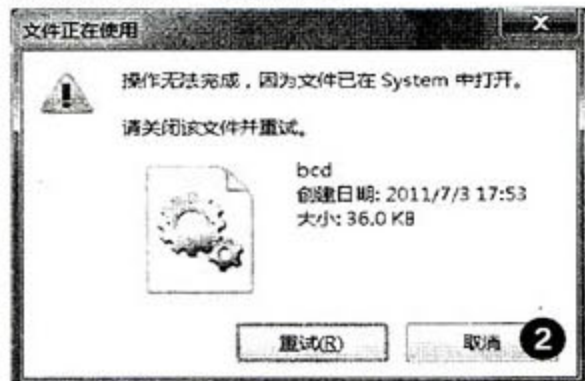 文件正在使用
操作无法完成，因为文件已在 System 中打开。
请关闭该文件并重试。
bcd
创建日期: 2011/7/3 17:53
大小: 36.0 KB
重试(R)
取消
2